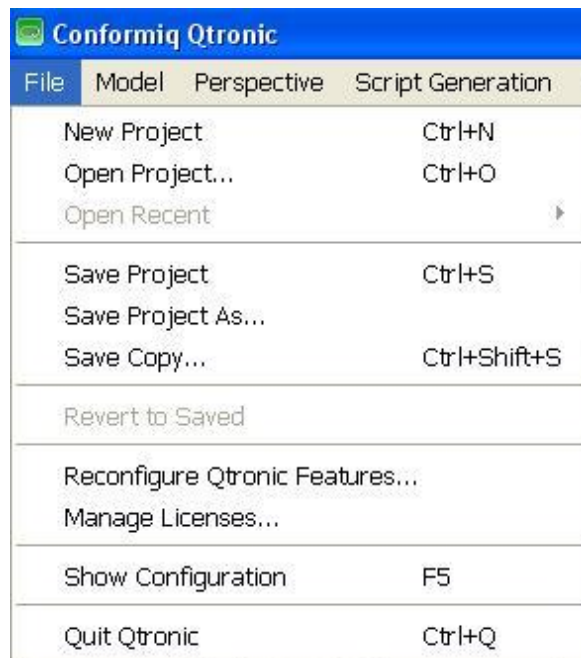 Conformiq Qtronic
File Model Perspective Script Generation
New Project Ctrl+N
Open Project... Ctrl+O
Open Recent
Save Project Ctrl+S
Save Project As...
Save Copy... Ctrl+Shift+S
Revert to Saved
Reconfigure Qtronic Features...
Manage Licenses...
Show Configuration F5
Quit Qtronic Ctrl+Q